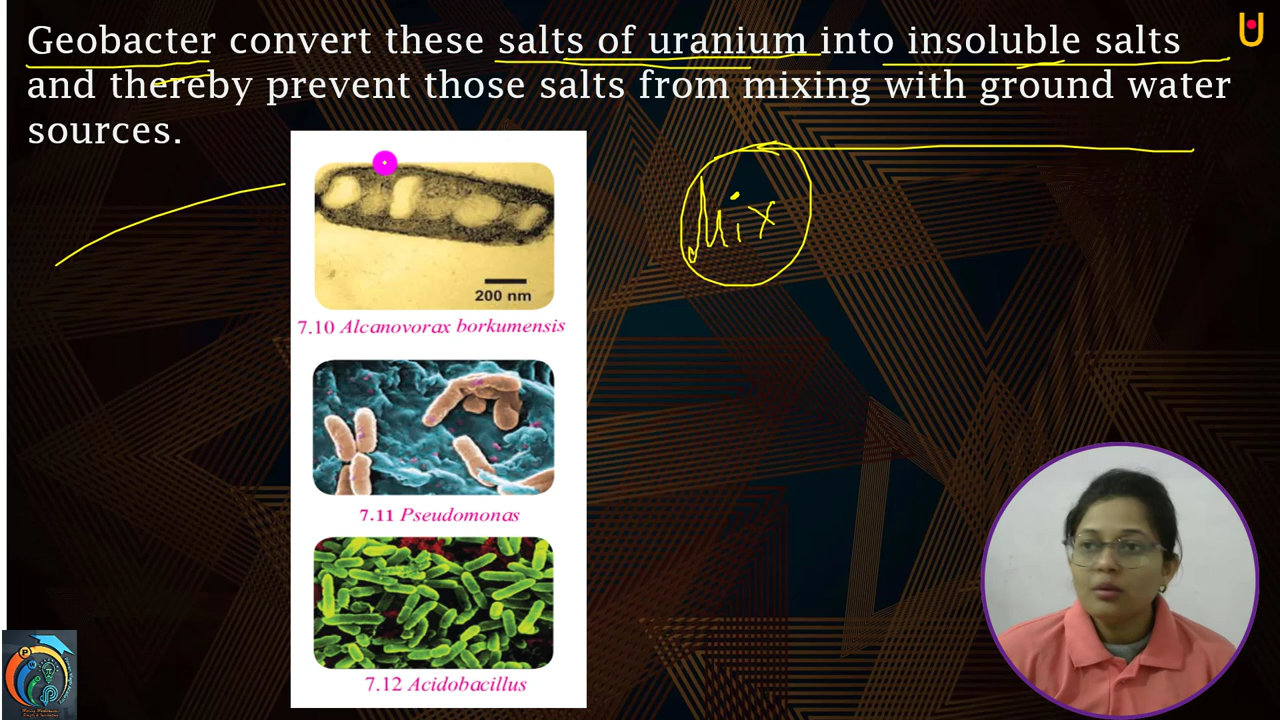 Geobacter convert these salts of uranium into insoluble salts
and thereby prevent those salts from mixing with ground water
sources.
Mix
200 nm
7.10 Alcanovorax borkumensis
7.11 Pseudomonas
7.12 Acidobacillus